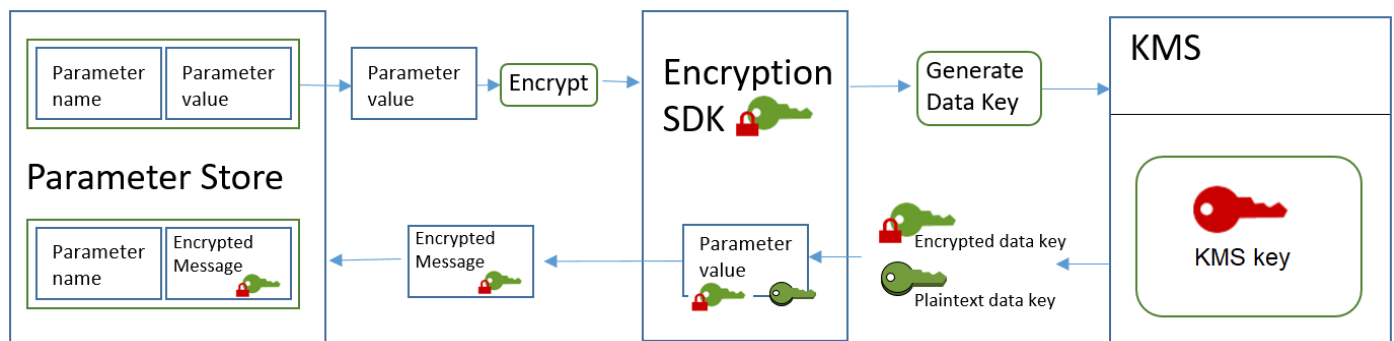 Parameter
name
Parameter
value
Parameter
value
Encrypt
Encryption
SDK
Generate
Data Key
KMS
Parameter Store
Parameter
name
Encrypted
Message
Encrypted
Message
Parameter
value
Encrypted data key
Plaintext data key
KMS key